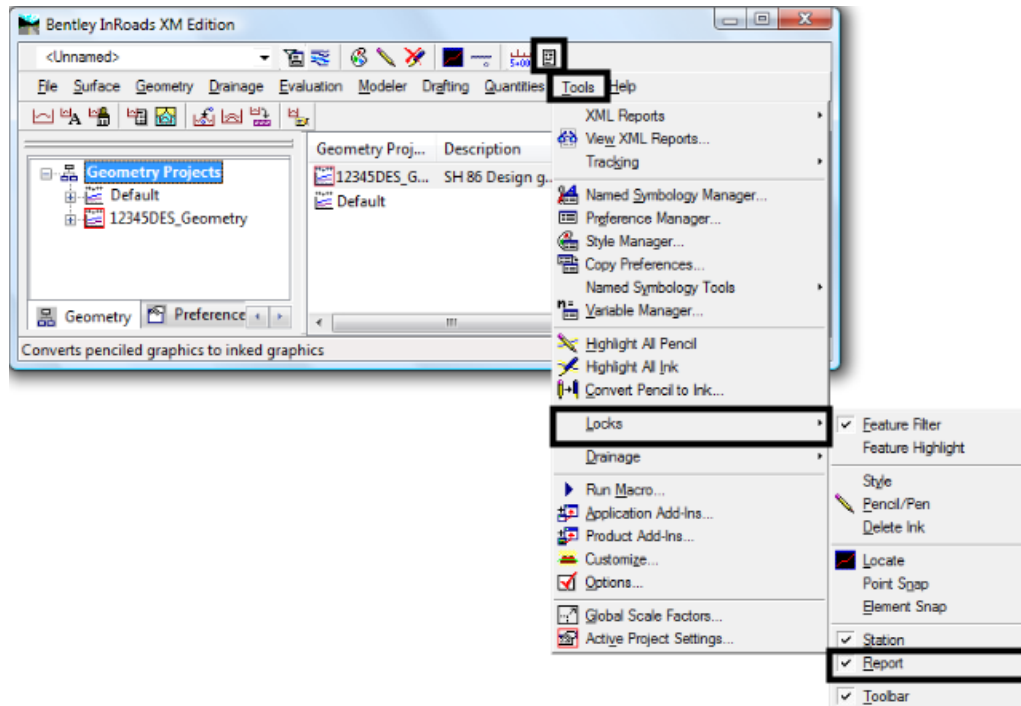 Bentley InRoads XM Edition
<Unnamed>
File Surface Geometry Drainage Evaluation Modeler Drafting Quantities Tools Help
Geometry Projects
Default
12345DES_Geometry
Geometry Preference
Geometry Proj... Description
12345DES_G... SH 86 Design g...
Default
Converts penciled graphics to inked graphics
XML Reports
View XML Reports...
Tracking
Named Symbology Manager...
Preference Manager...
Style Manager...
Copy Preferences...
Named Symbology Tools
Variable Manager...
Highlight All Pencil
Highlight All Ink
Convert Pencil to Ink...
Locks
Drainage
Run Macro...
Application Add-Ins...
Product Add-Ins...
Customize...
Options...
Global Scale Factors...
Active Project Settings...
Feature Filter
Feature Highlight
Style
Pencil/Pen
Delete Ink
Locate
Point Snap
Element Snap
Station
Report
Toolbar